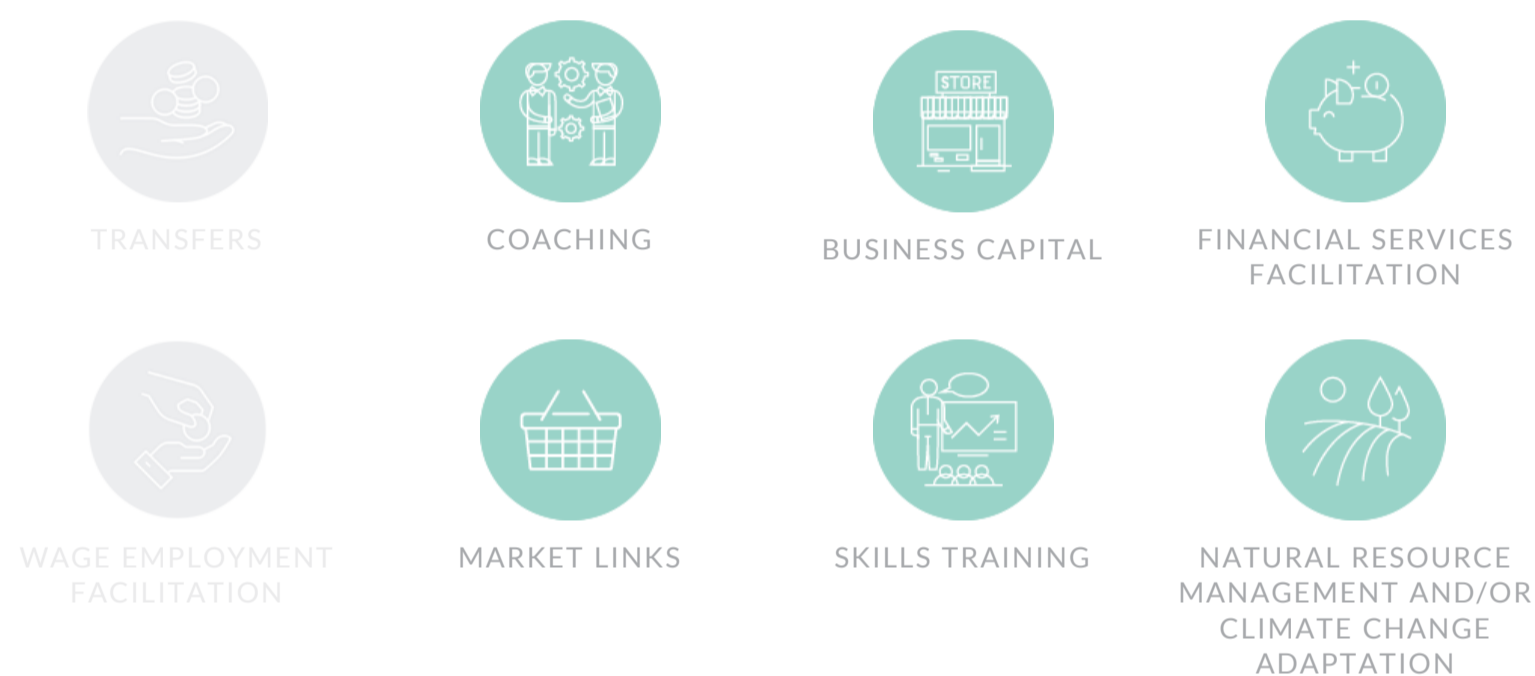 STORE
TRANSFERS
COACHING
BUSINESS CAPITAL
FINANCIAL SERVICES
FACILITATION
WAGE EMPLOYMENT
FACILITATION
MARKET LINKS
SKILLS TRAINING
NATURAL RESOURCE
MANAGEMENT AND/OR
CLIMATE CHANGE
ADAPTATION